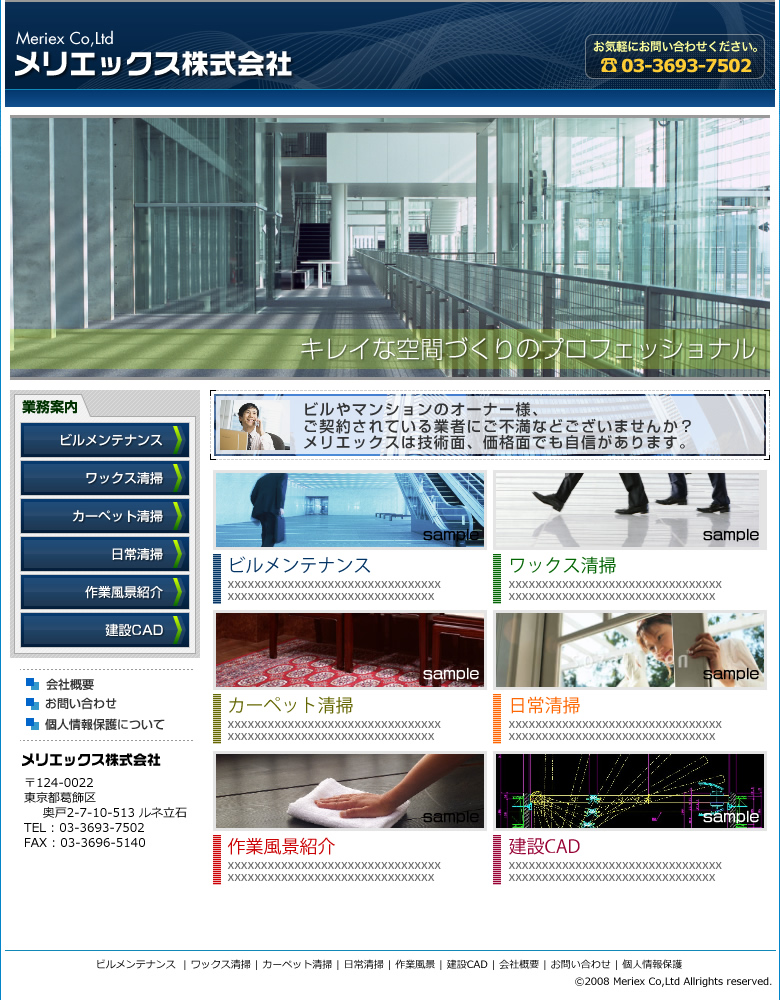 Meriex Co,Ltd
メリエックス株式会社
お気軽にお問い合わせください。
☎ 03-3693-7502
キレイな空間づくりのプロフェッショナル
業務案内
ビルメンテナンス
ワックス清掃
カーペット清掃
日常清掃
作業風景紹介
建設CAD
会社概要
お問い合わせ
個人情報保護について
メリエックス株式会社
〒124-0022
東京都葛飾区
奥戸2-7-10-513 ルネ立石
TEL : 03-3693-7502
FAX : 03-3696-5140
ビルやマンションのオーナー様、
ご契約されている業者にご不満などございませんか？
メリエックスは技術面、価格面でも自信があります。
sample
ビルメンテナンス
xxxxxxxxxxxxxxxxxxxxxxxxxxxxxxx
xxxxxxxxxxxxxxxxxxxxxxxxxxxxxx
sample
ワックス清掃
xxxxxxxxxxxxxxxxxxxxxxxxxxxxxxx
xxxxxxxxxxxxxxxxxxxxxxxxxxxxxx
sample
カーペット清掃
xxxxxxxxxxxxxxxxxxxxxxxxxxxxxxx
xxxxxxxxxxxxxxxxxxxxxxxxxxxxxx
sample
日常清掃
xxxxxxxxxxxxxxxxxxxxxxxxxxxxxxx
xxxxxxxxxxxxxxxxxxxxxxxxxxxxxx
sample
作業風景紹介
xxxxxxxxxxxxxxxxxxxxxxxxxxxxxxx
xxxxxxxxxxxxxxxxxxxxxxxxxxxxxx
sample
建設CAD
xxxxxxxxxxxxxxxxxxxxxxxxxxxxxxx
xxxxxxxxxxxxxxxxxxxxxxxxxxxxxx
ビルメンテナンス | ワックス清掃 | カーペット清掃 | 日常清掃 | 作業風景 | 建設CAD | 会社概要 | お問い合わせ | 個人情報保護
©2008 Meriex Co,Ltd Allrights reserved.